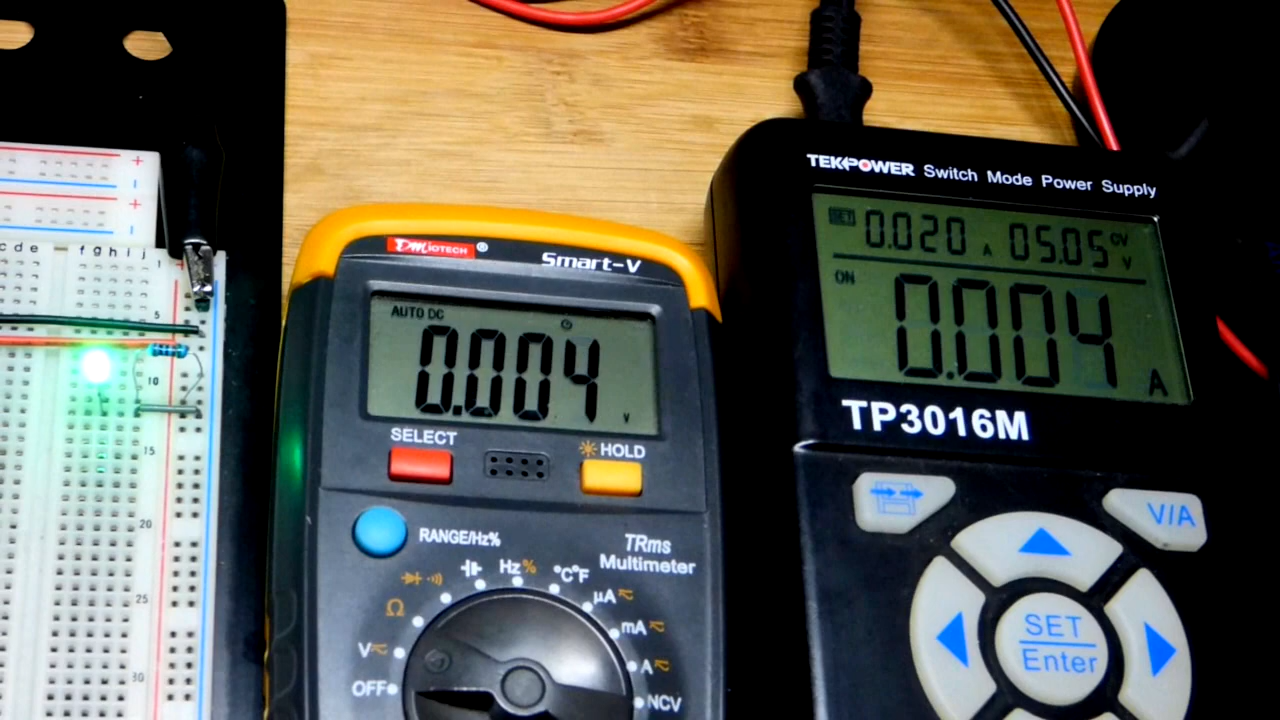 TEKPOWER Switch Mode Power Supply
SET 0.020 A 05.05 CV V
ON
0.004 A
TP3016M
V/A
SET
Enter
Smart-V
AUTO DC
0.004 V
SELECT
HOLD
RANGE/Hz%
TRms
Multimeter
Hz%
°C°F
µA
mA
A
NCV
Ω
V
OFF
+
-
+
-
c d e f g h i j
1
5
10
15
20
25
30